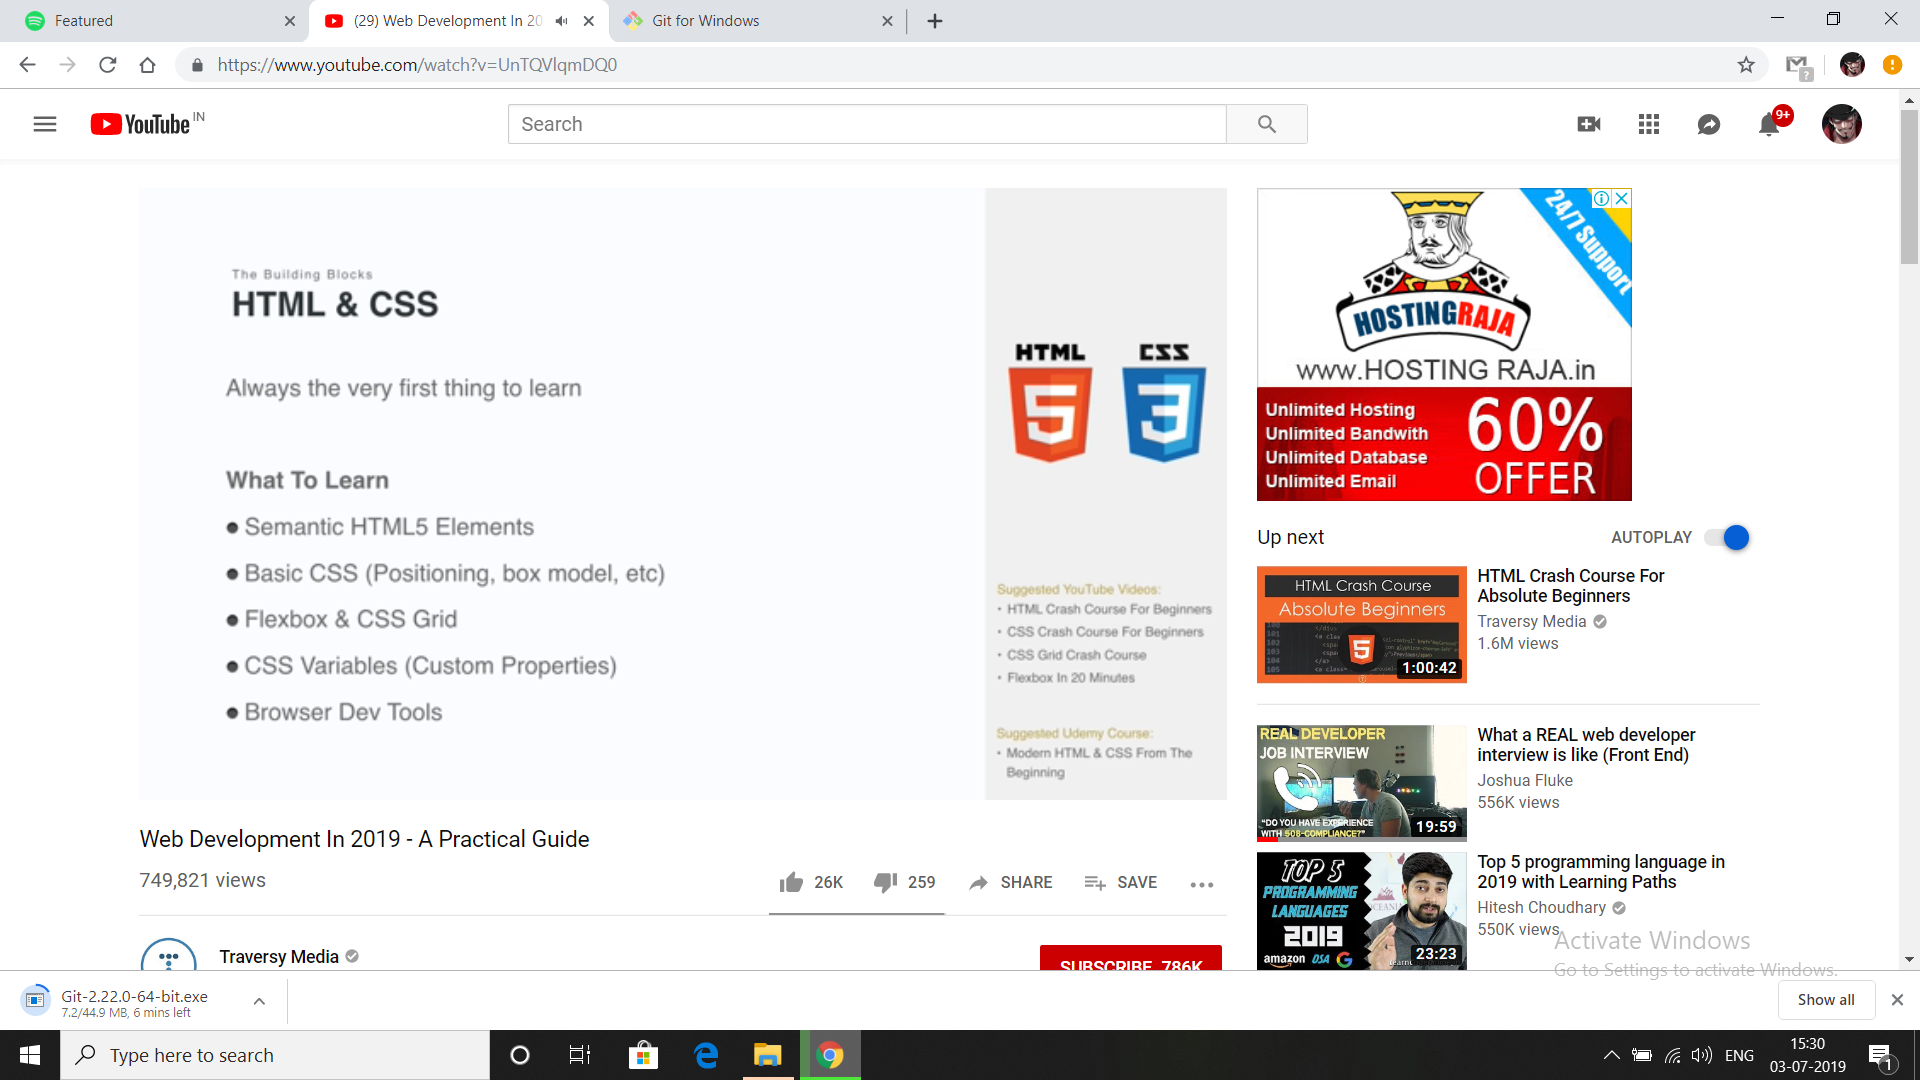 Featured
(29) Web Development In 20
Git for Windows
https://www.youtube.com/watch?v=UnTQVlqmDQ0
YouTube IN
Search
9+
The Building Blocks
HTML & CSS
Always the very first thing to learn
What To Learn
● Semantic HTML5 Elements
● Basic CSS (Positioning, box model, etc)
● Flexbox & CSS Grid
● CSS Variables (Custom Properties)
● Browser Dev Tools
HTML CSS
5 3
Suggested YouTube Videos:
• HTML Crash Course For Beginners
• CSS Crash Course For Beginners
• CSS Grid Crash Course
• Flexbox In 20 Minutes
Suggested Udemy Course:
• Modern HTML & CSS From The
Beginning
24/7 Support
HOSTINGRAJA
www.HOSTING RAJA.in
Unlimited Hosting
Unlimited Bandwith
Unlimited Database
Unlimited Email
60%
OFFER
Up next
AUTOPLAY
HTML Crash Course
Absolute Beginners
5
1:00:42
HTML Crash Course For
Absolute Beginners
Traversy Media
1.6M views
REAL DEVELOPER
JOB INTERVIEW
"DO YOU HAVE EXPERIENCE
WITH 508-COMPLIANCE?"
19:59
What a REAL web developer
interview is like (Front End)
Joshua Fluke
556K views
TOP 5
PROGRAMMING
LANGUAGES
2019
amazon USA G
23:23
Top 5 programming language in
2019 with Learning Paths
Hitesh Choudhary
550K views
Web Development In 2019 - A Practical Guide
749,821 views
26K
259
SHARE
SAVE
Traversy Media
SUBSCRIBE 786K
Activate Windows
Go to Settings to activate Windows.
Git-2.22.0-64-bit.exe
7.2/44.9 MB, 6 mins left
Show all
Type here to search
ENG
15:30
03-07-2019
1